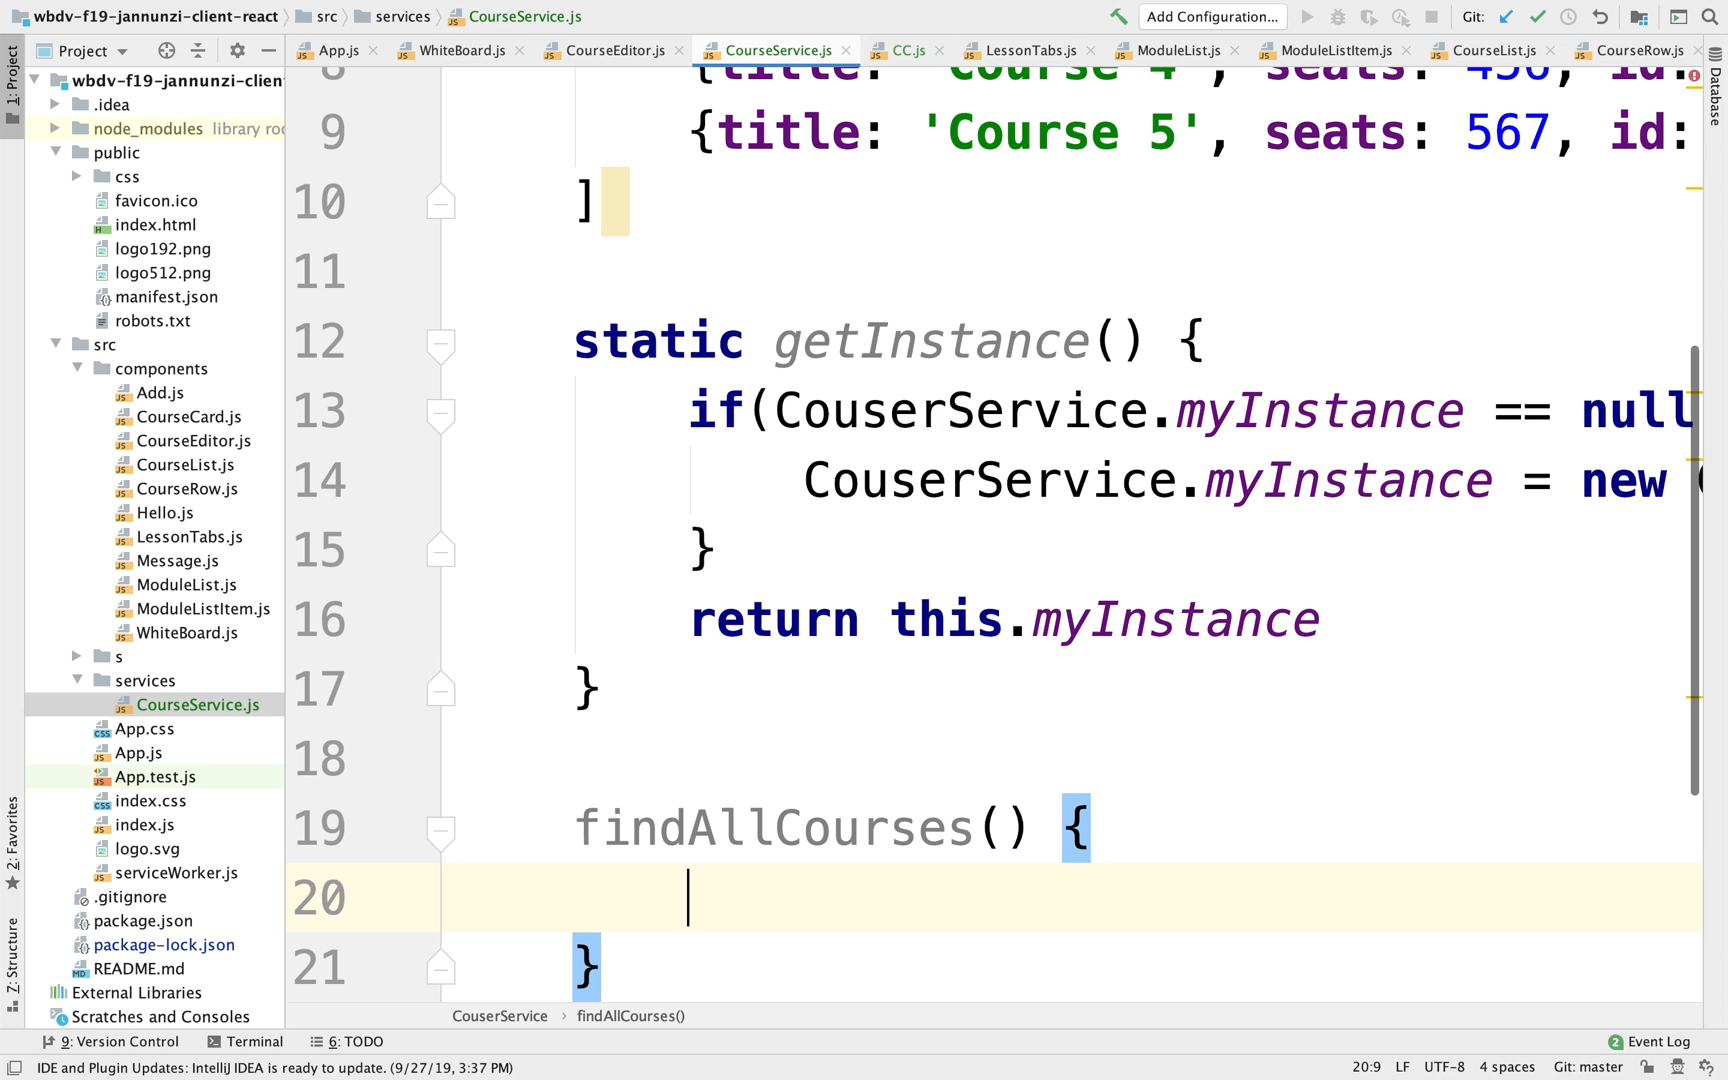 wbdv-f19-jannunzi-client-react src services CourseService.js Add Configuration... Git:
Project App.js WhiteBoard.js CourseEditor.js CourseService.js CC.js LessonTabs.js ModuleList.js ModuleListItem.js CourseList.js CourseRow.js
1: Project
Database
wbdv-f19-jannunzi-client
.idea
node_modules library roo
public
css
favicon.ico
index.html
logo192.png
logo512.png
manifest.json
robots.txt
src
components
Add.js
CourseCard.js
CourseEditor.js
CourseList.js
CourseRow.js
Hello.js
LessonTabs.js
Message.js
ModuleList.js
ModuleListItem.js
WhiteBoard.js
s
services
CourseService.js
App.css
App.js
App.test.js
index.css
index.js
logo.svg
serviceWorker.js
.gitignore
package.json
package-lock.json
README.md
External Libraries
Scratches and Consoles
2: Favorites
Z: Structure
8 {title: 'Course 4', seats: 456, id:
9 {title: 'Course 5', seats: 567, id:
10 ]
11
12 static getInstance() {
13 if(CouserService.myInstance == null
14 CouserService.myInstance = new
15 }
16 return this.myInstance
17 }
18
19 findAllCourses() {
20
21 }
CouserService › findAllCourses()
9: Version Control Terminal 6: TODO 2 Event Log
IDE and Plugin Updates: IntelliJ IDEA is ready to update. (9/27/19, 3:37 PM) 20:9 LF UTF-8 4 spaces Git: master